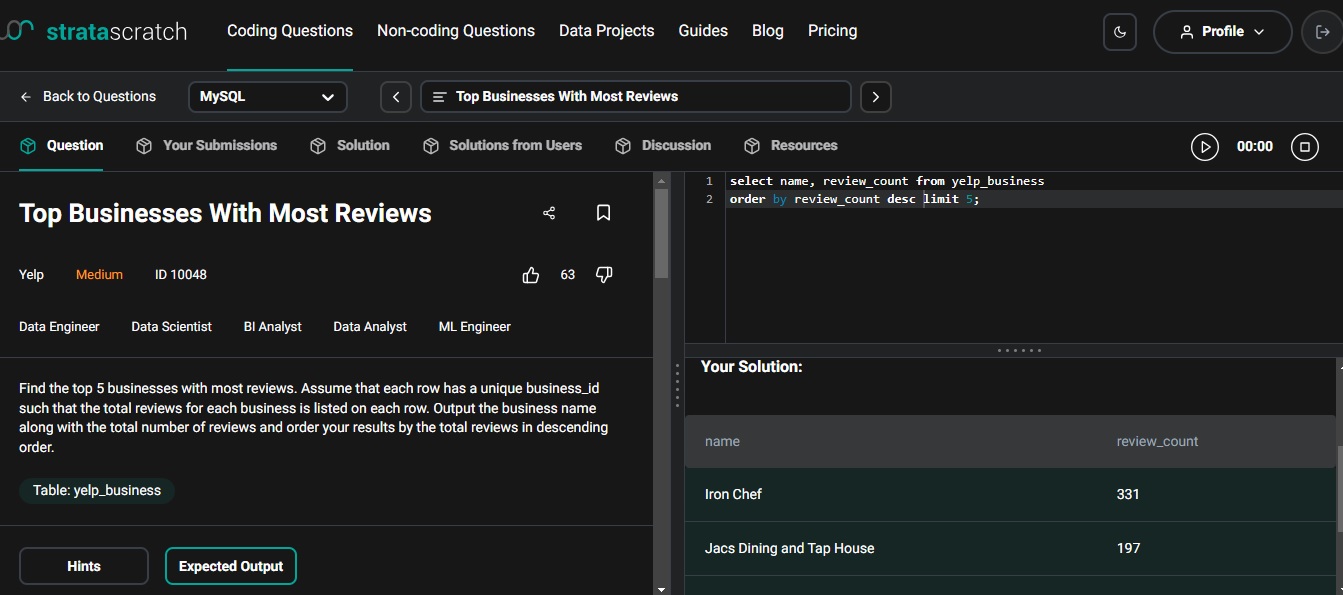 stratascratch
Coding Questions
Non-coding Questions
Data Projects
Guides
Blog
Pricing
Profile
Back to Questions
MySQL
Top Businesses With Most Reviews
Question
Your Submissions
Solution
Solutions from Users
Discussion
Resources
00:00
Top Businesses With Most Reviews
Yelp
Medium
ID 10048
63
Data Engineer
Data Scientist
BI Analyst
Data Analyst
ML Engineer
Find the top 5 businesses with most reviews. Assume that each row has a unique business_id
such that the total reviews for each business is listed on each row. Output the business name
along with the total number of reviews and order your results by the total reviews in descending
order.
Table: yelp_business
Hints
Expected Output
1 select name, review_count from yelp_business
2 order by review_count desc limit 5;
Your Solution:
name review_count
Iron Chef 331
Jacs Dining and Tap House 197